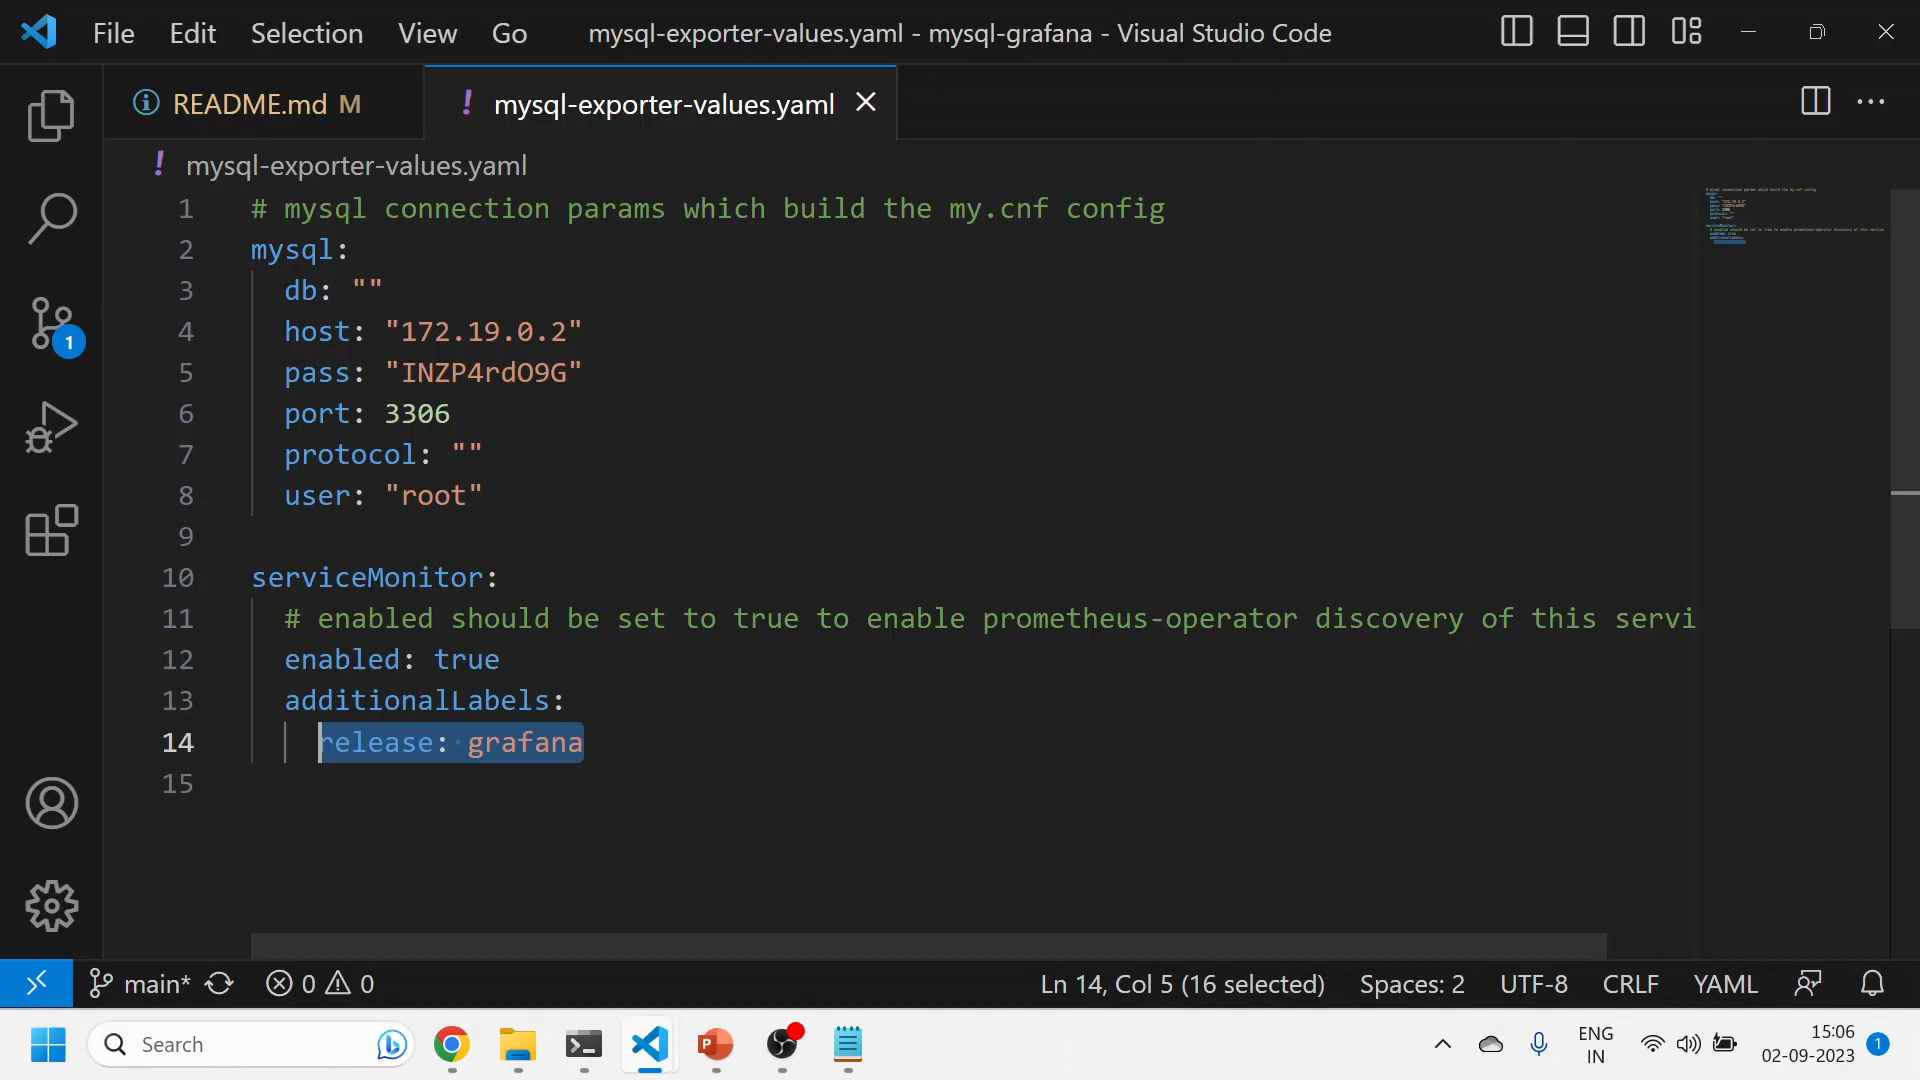 File Edit Selection View Go mysql-exporter-values.yaml - mysql-grafana - Visual Studio Code
README.md M mysql-exporter-values.yaml
mysql-exporter-values.yaml
1 # mysql connection params which build the my.cnf config
2 mysql:
3 db: ""
4 host: "172.19.0.2"
5 pass: "INZP4rdO9G"
6 port: 3306
7 protocol: ""
8 user: "root"
9
10 serviceMonitor:
11 # enabled should be set to true to enable prometheus-operator discovery of this servi
12 enabled: true
13 additionalLabels:
14 release: grafana
15
1
main* 0 0 Ln 14, Col 5 (16 selected) Spaces: 2 UTF-8 CRLF YAML
Search ENG 15:06
IN 02-09-2023 1